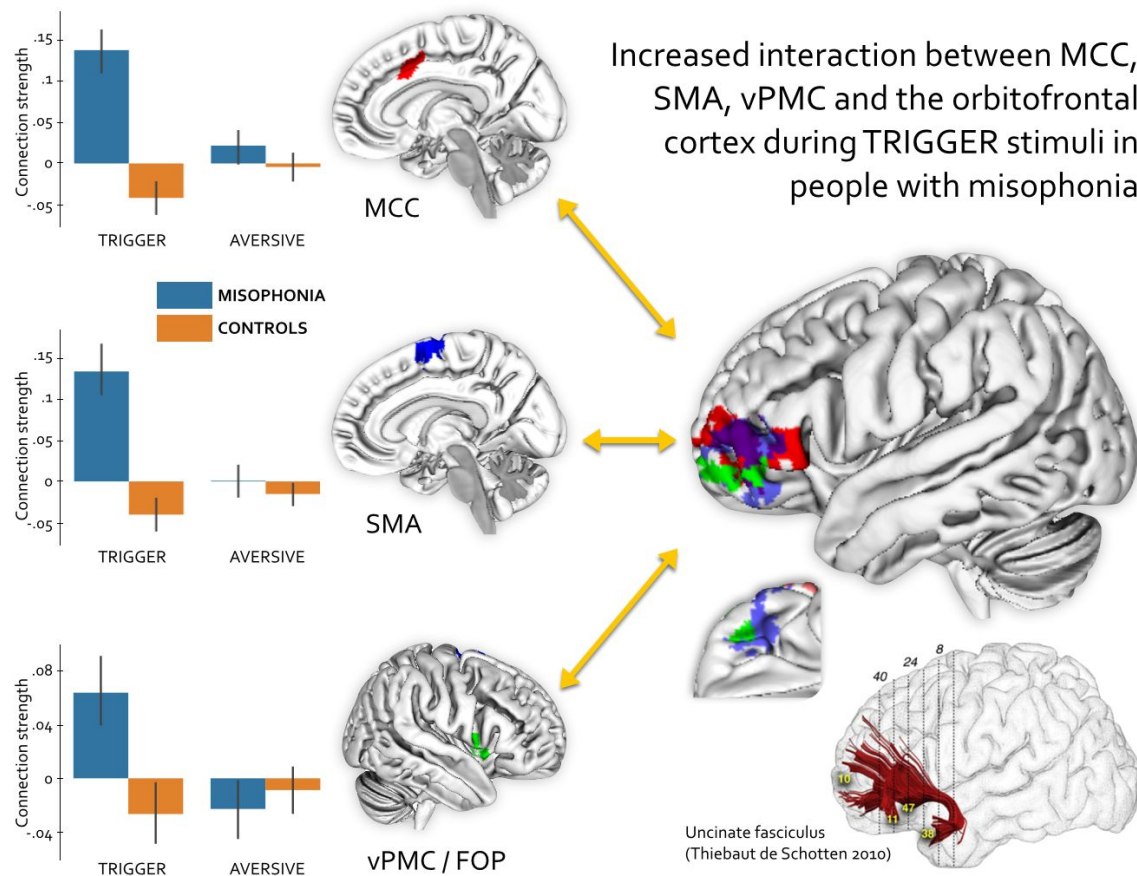 Increased interaction between MCC,
SMA, vPMC and the orbitofrontal
cortex during TRIGGER stimuli in
people with misophonia
Connection strength
.15
.1
.05
0
-.05
TRIGGER
AVERSIVE
MCC
MISOPHONIA
CONTROLS
Connection strength
.15
.1
0.05
0
-0.05
TRIGGER
AVERSIVE
SMA
Connection strength
.08
.04
0
-.04
TRIGGER
AVERSIVE
vPMC / FOP
40
24
8
10
11
47
38
Uncinate fasciculus
(Thiebaut de Schotten 2010)